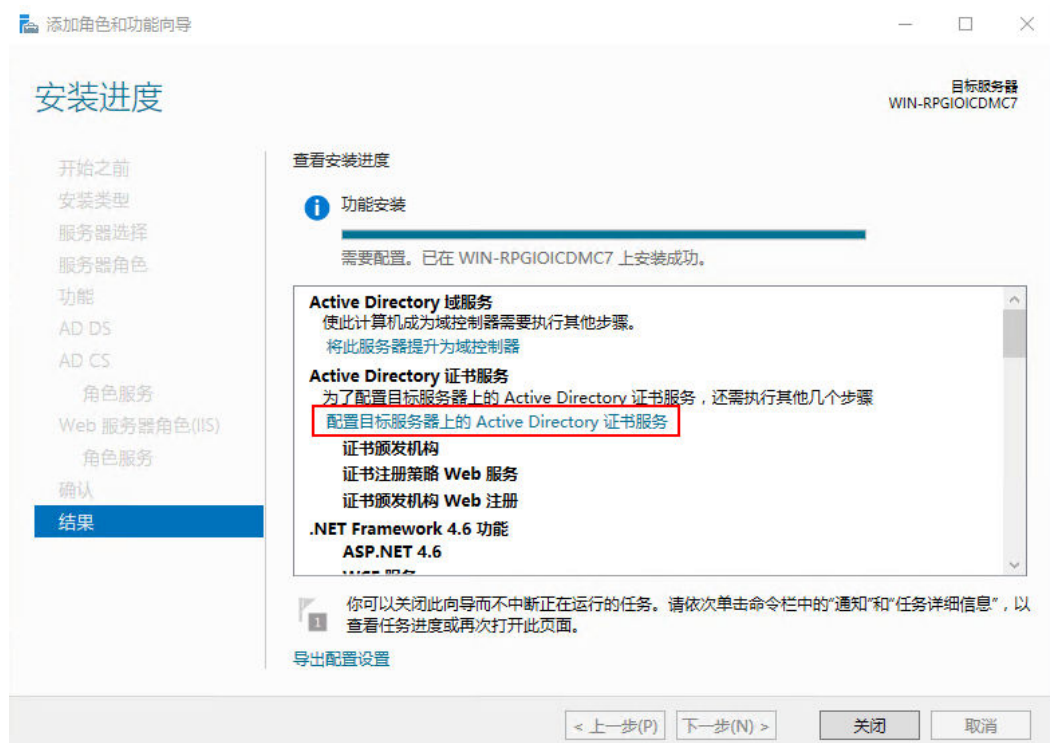 添加角色和功能向导
安装进度
目标服务器
WIN-RPGIOICDMC7
开始之前
安装类型
服务器选择
服务器角色
功能
AD DS
AD CS
角色服务
Web 服务器角色(IIS)
角色服务
确认
结果
查看安装进度
功能安装
需要配置。已在 WIN-RPGIOICDMC7 上安装成功。
Active Directory 域服务
使此计算机成为域控制器需要执行其他步骤。
将此服务器提升为域控制器
Active Directory 证书服务
为了配置目标服务器上的 Active Directory 证书服务，还需执行其他几个步骤
配置目标服务器上的 Active Directory 证书服务
证书颁发机构
证书注册策略 Web 服务
证书颁发机构 Web 注册
.NET Framework 4.6 功能
ASP.NET 4.6
1
你可以关闭此向导而不中断正在运行的任务。请依次单击命令栏中的“通知”和“任务详细信息”，以
查看任务进度或再次打开此页面。
导出配置设置
< 上一步(P)
下一步(N) >
关闭
取消